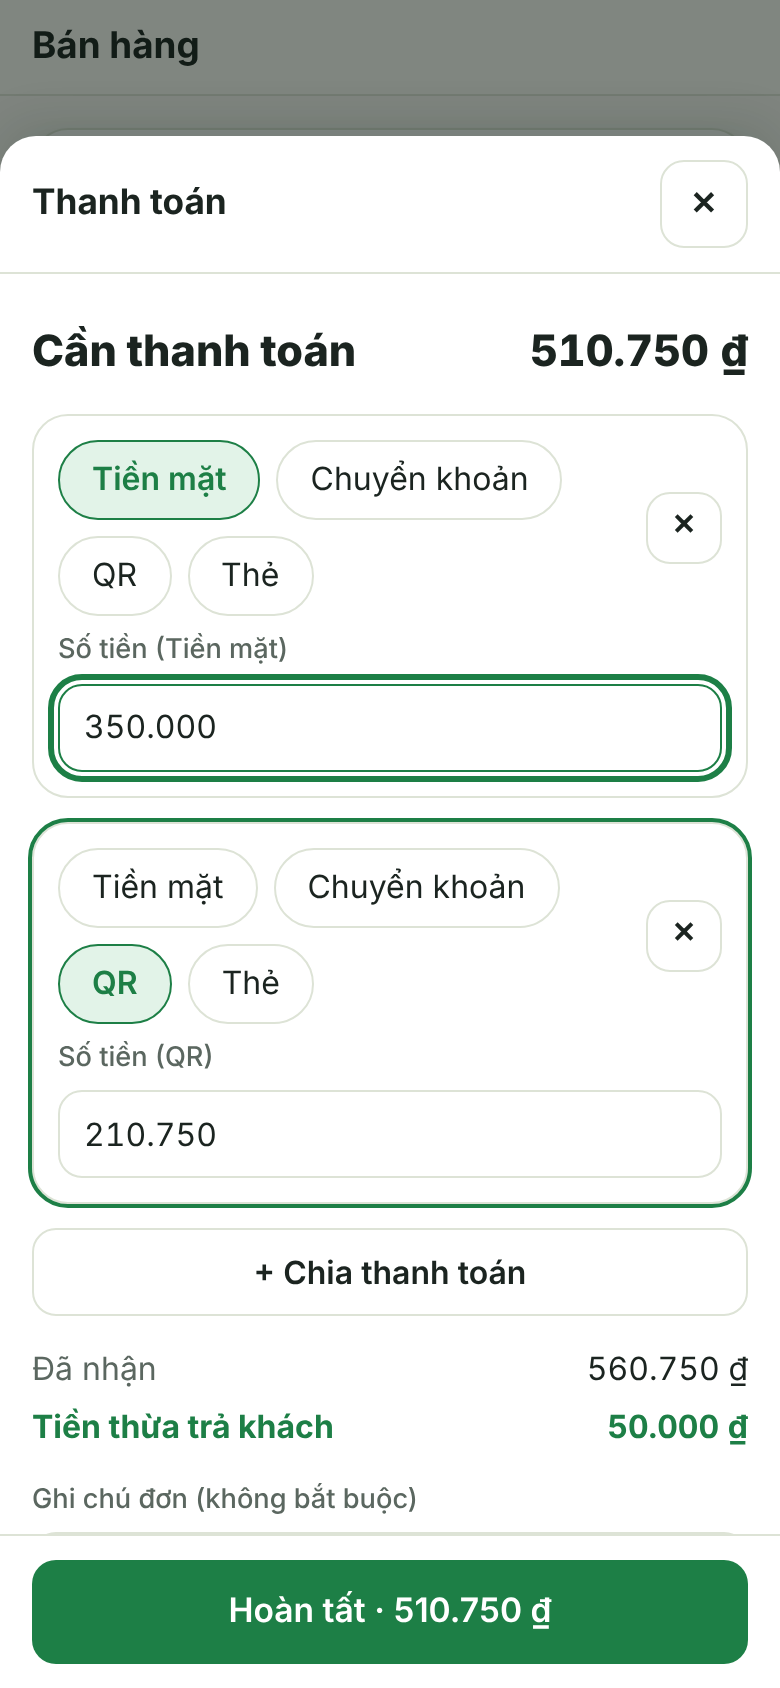 Bán hàng
Thanh toán
×
Cần thanh toán 510.750 ₫
Tiền mặt Chuyển khoản
×
QR Thẻ
Số tiền (Tiền mặt)
350.000
Tiền mặt Chuyển khoản
×
QR Thẻ
Số tiền (QR)
210.750
+ Chia thanh toán
Đã nhận 560.750 ₫
Tiền thừa trả khách 50.000 ₫
Ghi chú đơn (không bắt buộc)
Hoàn tất · 510.750 ₫